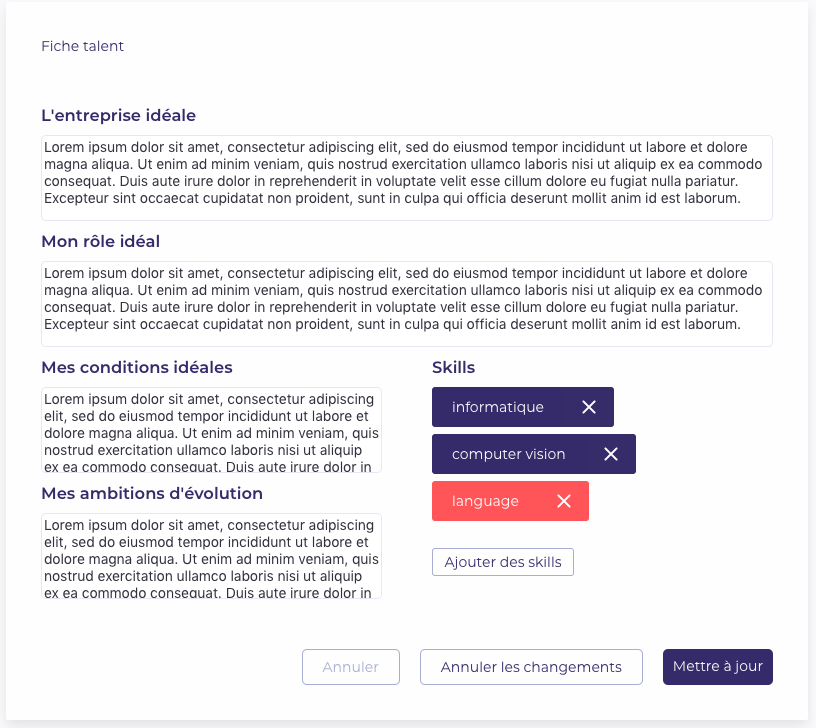 Fiche talent
L'entreprise idéale
Lorem ipsum dolor sit amet, consectetur adipiscing elit, sed do eiusmod tempor incididunt ut labore et dolore
magna aliqua. Ut enim ad minim veniam, quis nostrud exercitation ullamco laboris nisi ut aliquip ex ea commodo
consequat. Duis aute irure dolor in reprehenderit in voluptate velit esse cillum dolore eu fugiat nulla pariatur.
Excepteur sint occaecat cupidatat non proident, sunt in culpa qui officia deserunt mollit anim id est laborum.
Mon rôle idéal
Lorem ipsum dolor sit amet, consectetur adipiscing elit, sed do eiusmod tempor incididunt ut labore et dolore
magna aliqua. Ut enim ad minim veniam, quis nostrud exercitation ullamco laboris nisi ut aliquip ex ea commodo
consequat. Duis aute irure dolor in reprehenderit in voluptate velit esse cillum dolore eu fugiat nulla pariatur.
Excepteur sint occaecat cupidatat non proident, sunt in culpa qui officia deserunt mollit anim id est laborum.
Mes conditions idéales
Lorem ipsum dolor sit amet, consectetur adipiscing
elit, sed do eiusmod tempor incididunt ut labore et
dolore magna aliqua. Ut enim ad minim veniam, quis
nostrud exercitation ullamco laboris nisi ut aliquip
ex ea commodo consequat. Duis aute irure dolor in
Mes ambitions d'évolution
Lorem ipsum dolor sit amet, consectetur adipiscing
elit, sed do eiusmod tempor incididunt ut labore et
dolore magna aliqua. Ut enim ad minim veniam, quis
nostrud exercitation ullamco laboris nisi ut aliquip
ex ea commodo consequat. Duis aute irure dolor in
Skills
informatique
computer vision
language
Ajouter des skills
Annuler
Annuler les changements
Mettre à jour